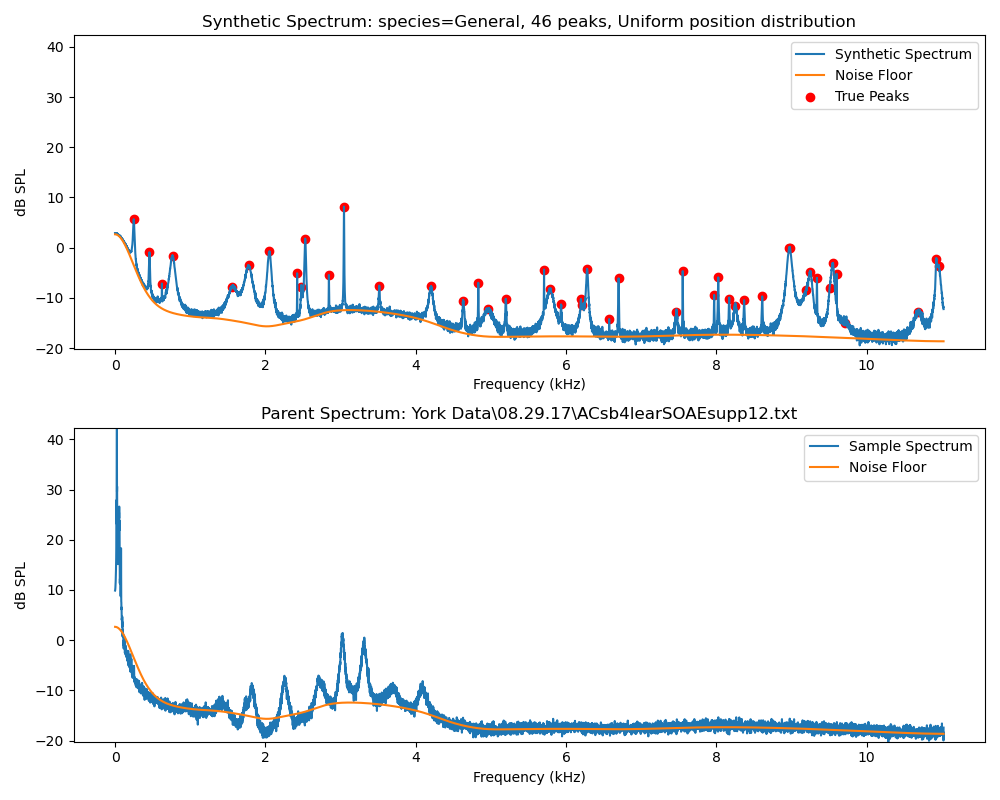 Synthetic Spectrum: species=General, 46 peaks, Uniform position distribution
40
30
20
10
0
−10
−20
dB SPL
Synthetic Spectrum
Noise Floor
True Peaks
0 2 4 6 8 10
Frequency (kHz)
Parent Spectrum: York Data\08.29.17\ACsb4learSOAEsupp12.txt
40
30
20
10
0
−10
−20
dB SPL
Sample Spectrum
Noise Floor
0 2 4 6 8 10
Frequency (kHz)